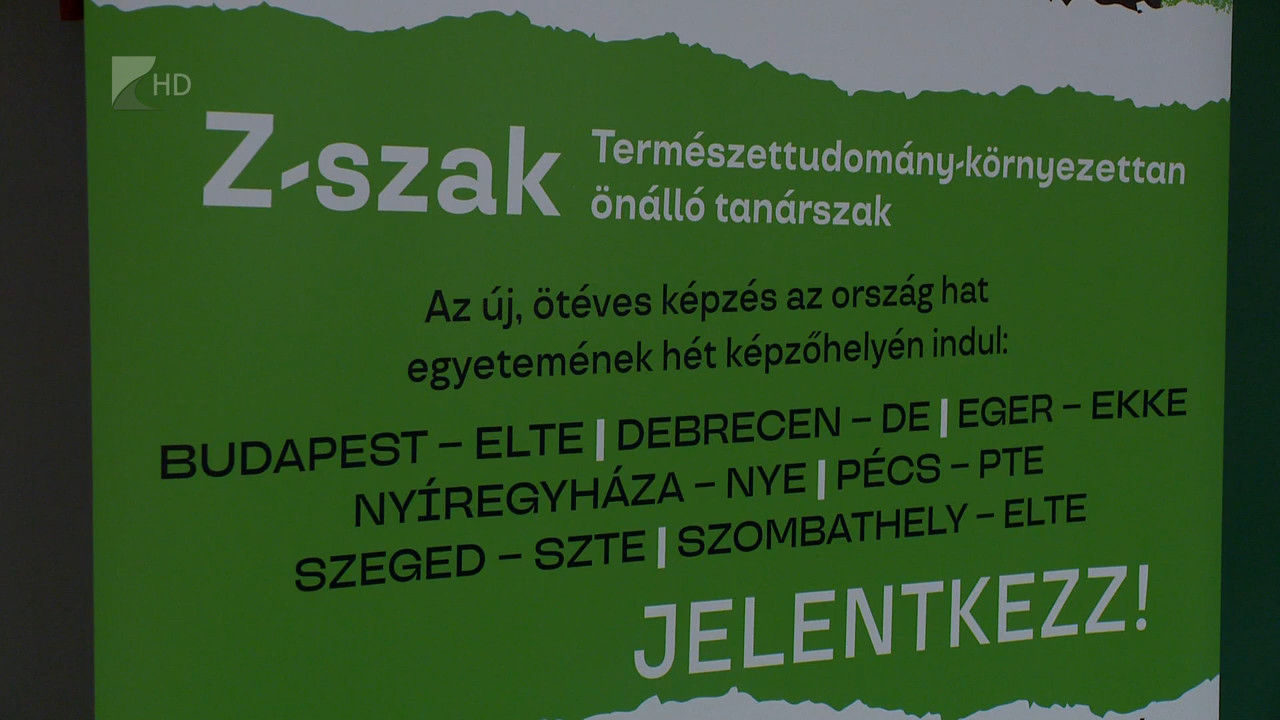 HD
Z-szak
Természettudomány-környezettan
önálló tanárszak
Az új, ötéves képzés az ország hat
egyetemének hét képzőhelyén indul:
BUDAPEST – ELTE | DEBRECEN – DE | EGER – EKKE
NYÍREGYHÁZA – NYE | PÉCS – PTE
SZEGED – SZTE | SZOMBATHELY – ELTE
JELENTKEZZ!